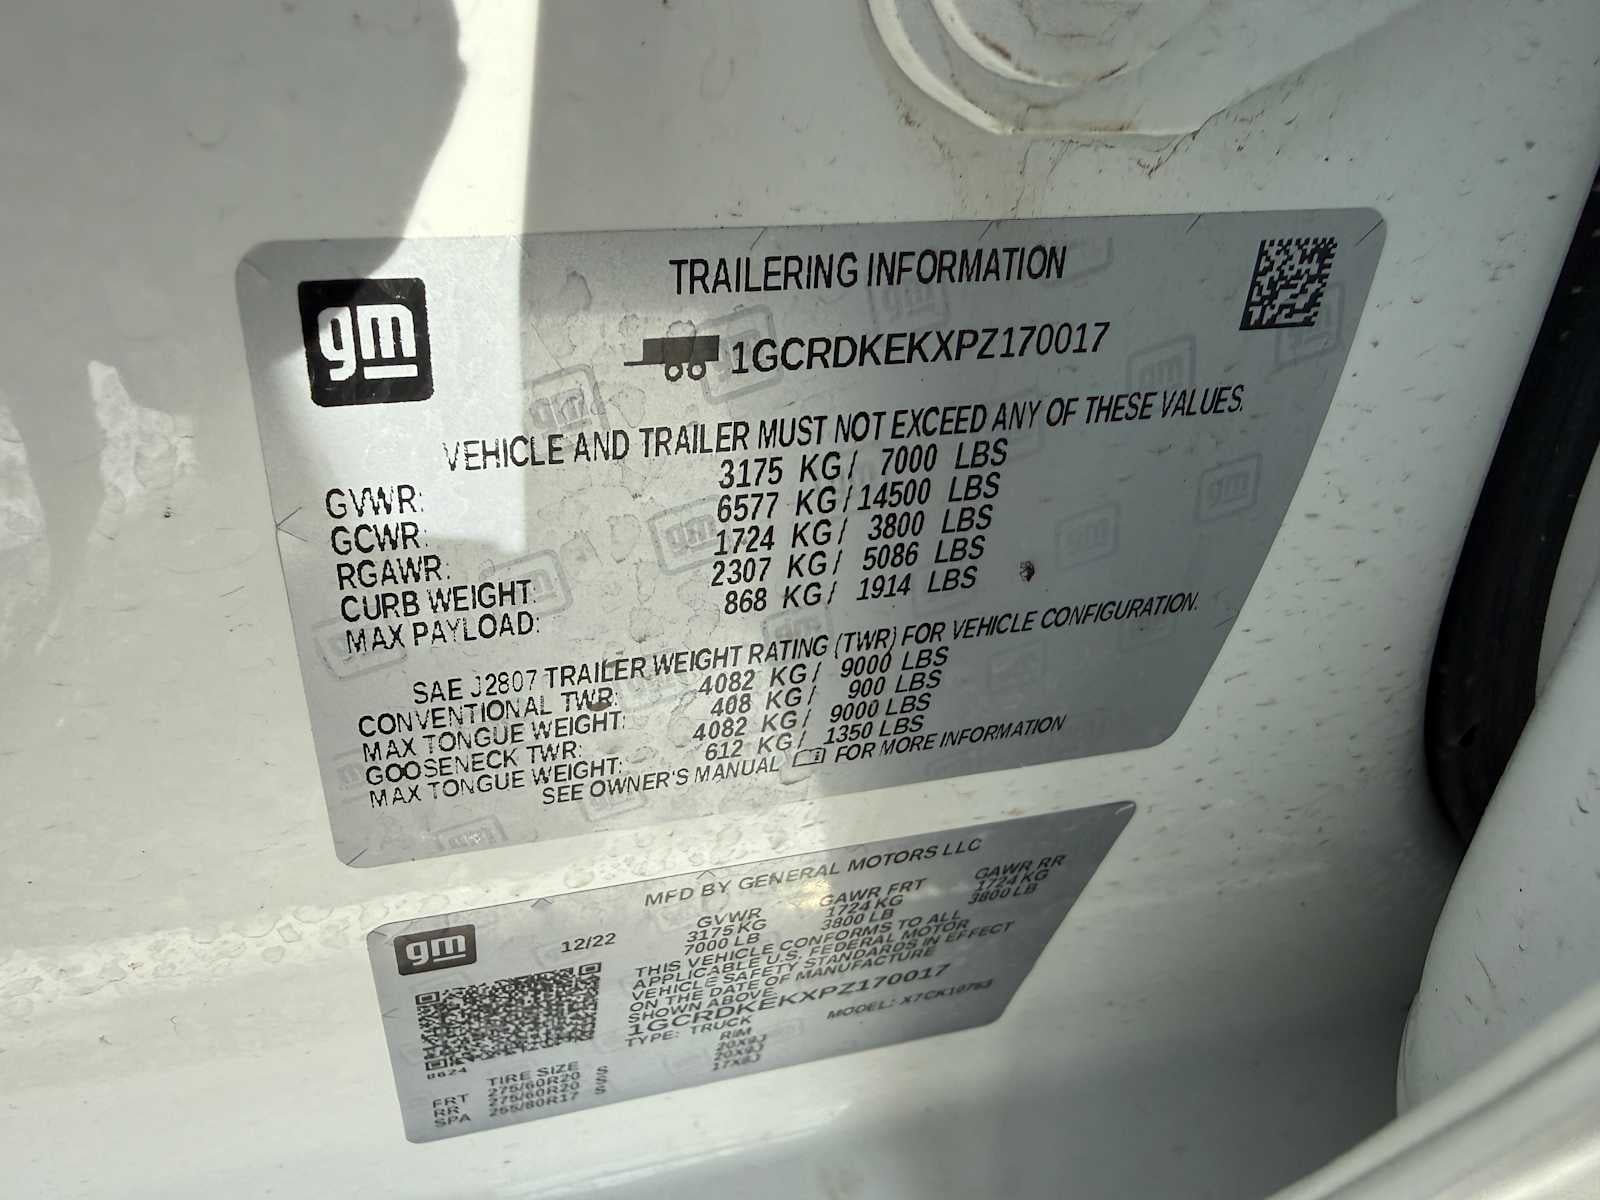 gm
TRAILERING INFORMATION
1GCRDKEKXPZ170017
VEHICLE AND TRAILER MUST NOT EXCEED ANY OF THESE VALUES.
GVWR: 3175 KG/ 7000 LBS
GCWR: 6577 KG/14500 LBS
RGAWR: 1724 KG/ 3800 LBS
CURB WEIGHT: 2307 KG/ 5086 LBS
MAX PAYLOAD: 868 KG/ 1914 LBS
SAE J2807 TRAILER WEIGHT RATING (TWR) FOR VEHICLE CONFIGURATION.
CONVENTIONAL TWR: 4082 KG/ 9000 LBS
MAX TONGUE WEIGHT: 408 KG/ 900 LBS
GOOSENECK TWR: 4082 KG/ 9000 LBS
MAX TONGUE WEIGHT: 612 KG/ 1350 LBS
SEE OWNER'S MANUAL FOR MORE INFORMATION
gm
MFD BY GENERAL MOTORS LLC
12/22
GVWR GAWR FRT GAWR RR
3175 KG 1724 KG 1724 KG
7000 LB 3800 LB 3800 LB
THIS VEHICLE CONFORMS TO ALL
APPLICABLE U.S. FEDERAL MOTOR
VEHICLE SAFETY STANDARDS IN EFFECT
ON THE DATE OF MANUFACTURE
SHOWN ABOVE.
1GCRDKEKXPZ170017
TYPE: TRUCK MODEL: X7CK10753
8624
TIRE SIZE RIM
FRT 275/60R20 S 20X9J
RR 275/60R20 S 20X9J
SPA 255/80R17 S 17X8J